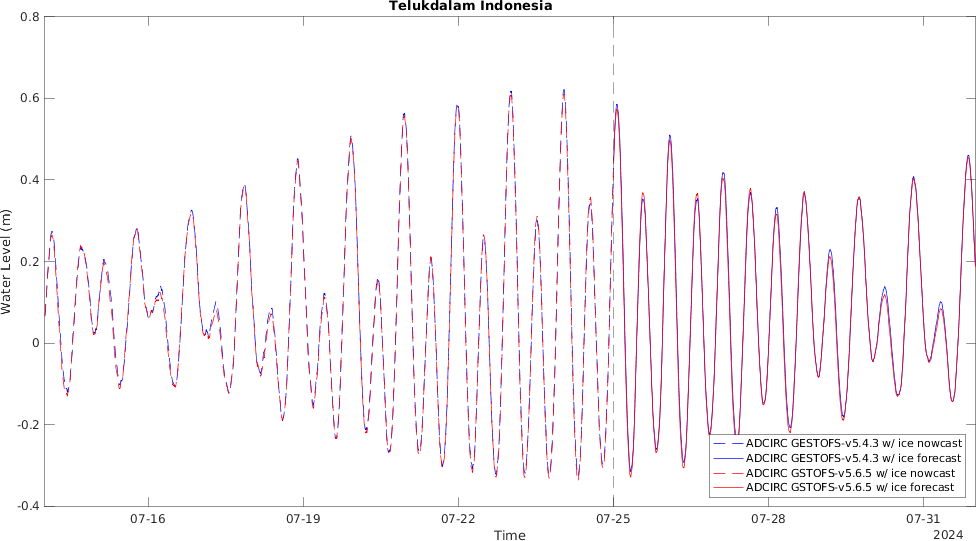 Telukdalam Indonesia
0.8
0.6
0.4
0.2
0
-0.2
-0.4
Water Level (m)
07-16
07-19
07-22
07-25
07-28
07-31
Time
2024
ADCIRC GESTOFS-v5.4.3 w/ ice nowcast
ADCIRC GESTOFS-v5.4.3 w/ ice forecast
ADCIRC GSTOFS-v5.6.5 w/ ice nowcast
ADCIRC GSTOFS-v5.6.5 w/ ice forecast